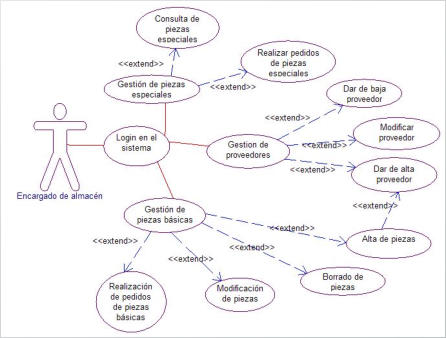 Consulta de
piezas
especiales
<<extend>>
Realizar pedidos
de piezas
especiales
<<extend>>
Gestión de piezas
especiales
Dar de baja
proveedor
<<extend>>
Login en el
sistema
Gestion de
proveedores
Modificar
proveedor
<<extend>>
Dar de alta
proveedor
<<extend>>
Encargado de almacén
<<extend>>
Gestión de
piezas básicas
<<extend>>
Alta de piezas
<<extend>>
<<extend>>
<<extend>>
Realización
de pedidos
de piezas
básicas
Modificación
de piezas
Borrado de
piezas